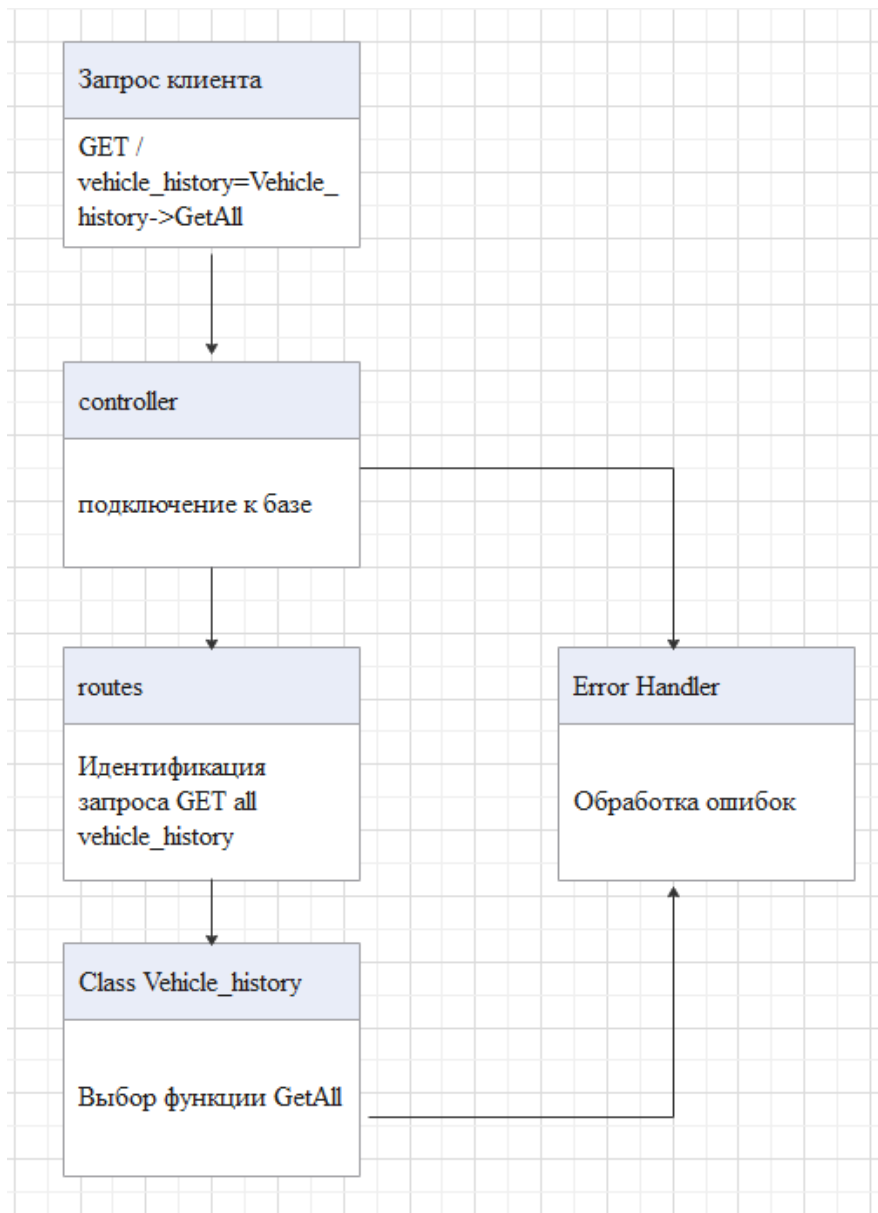 Запрос клиента
GET /
vehicle_history=Vehicle_
history->GetAll
controller
подключение к базе
routes
Идентификация
запроса GET all
vehicle_history
Error Handler
Обработка ошибок
Class Vehicle_history
Выбор функции GetAll